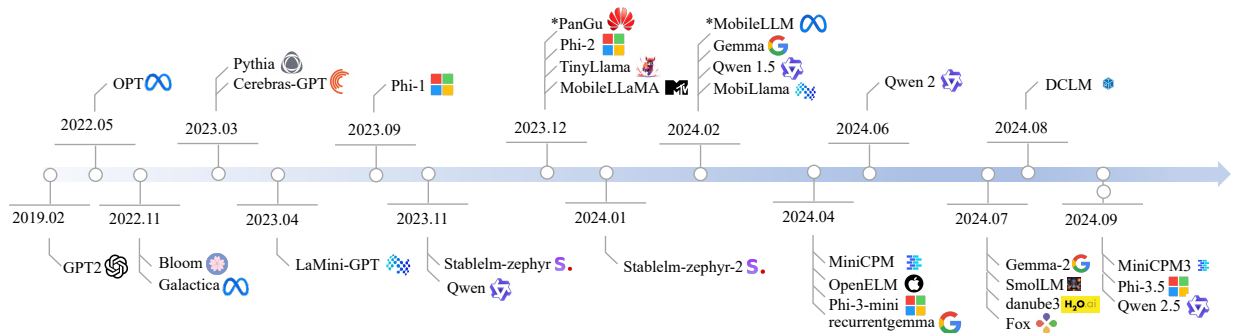 *PanGu
Phi-2
TinyLlama
MobileLLaMA
*MobileLLM
Gemma
Qwen 1.5
MobiLlama
Pythia
Cerebras-GPT
OPT
Phi-1
Qwen 2
DCLM
2022.05
2023.03
2023.09
2023.12
2024.02
2024.06
2024.08
2019.02
2022.11
2023.04
2023.11
2024.01
2024.04
2024.07
2024.09
GPT2
Bloom
Galactica
LaMini-GPT
Stablelm-zephyr S.
Qwen
Stablelm-zephyr-2 S.
MiniCPM
OpenELM
Phi-3-mini
recurrentgemma
Gemma-2
SmolLM
danube3 H₂O.ai
Fox
MiniCPM3
Phi-3.5
Qwen 2.5